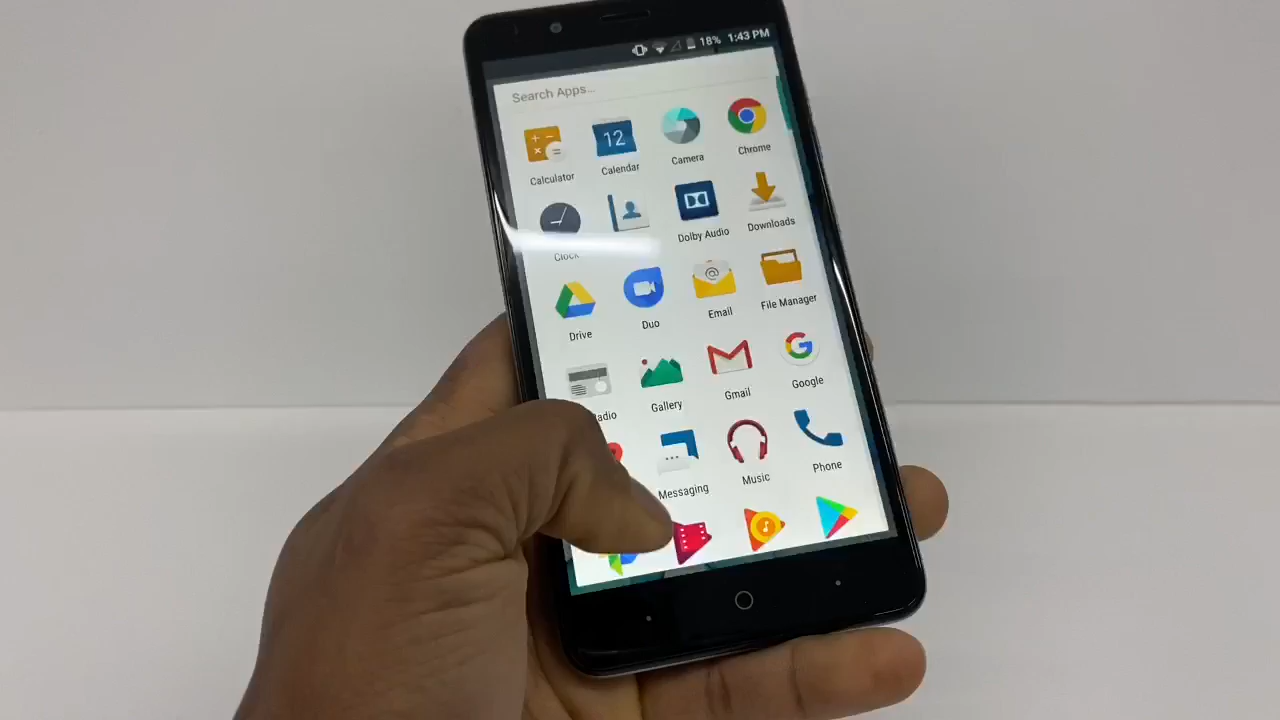 18% 1:43 PM
Search Apps...
Calculator
12
Calendar
Camera
Chrome
Clock
Dolby Audio
Downloads
Drive
Duo
@
Email
File Manager
Gallery
Gmail
G
Google
Messaging
Music
Phone